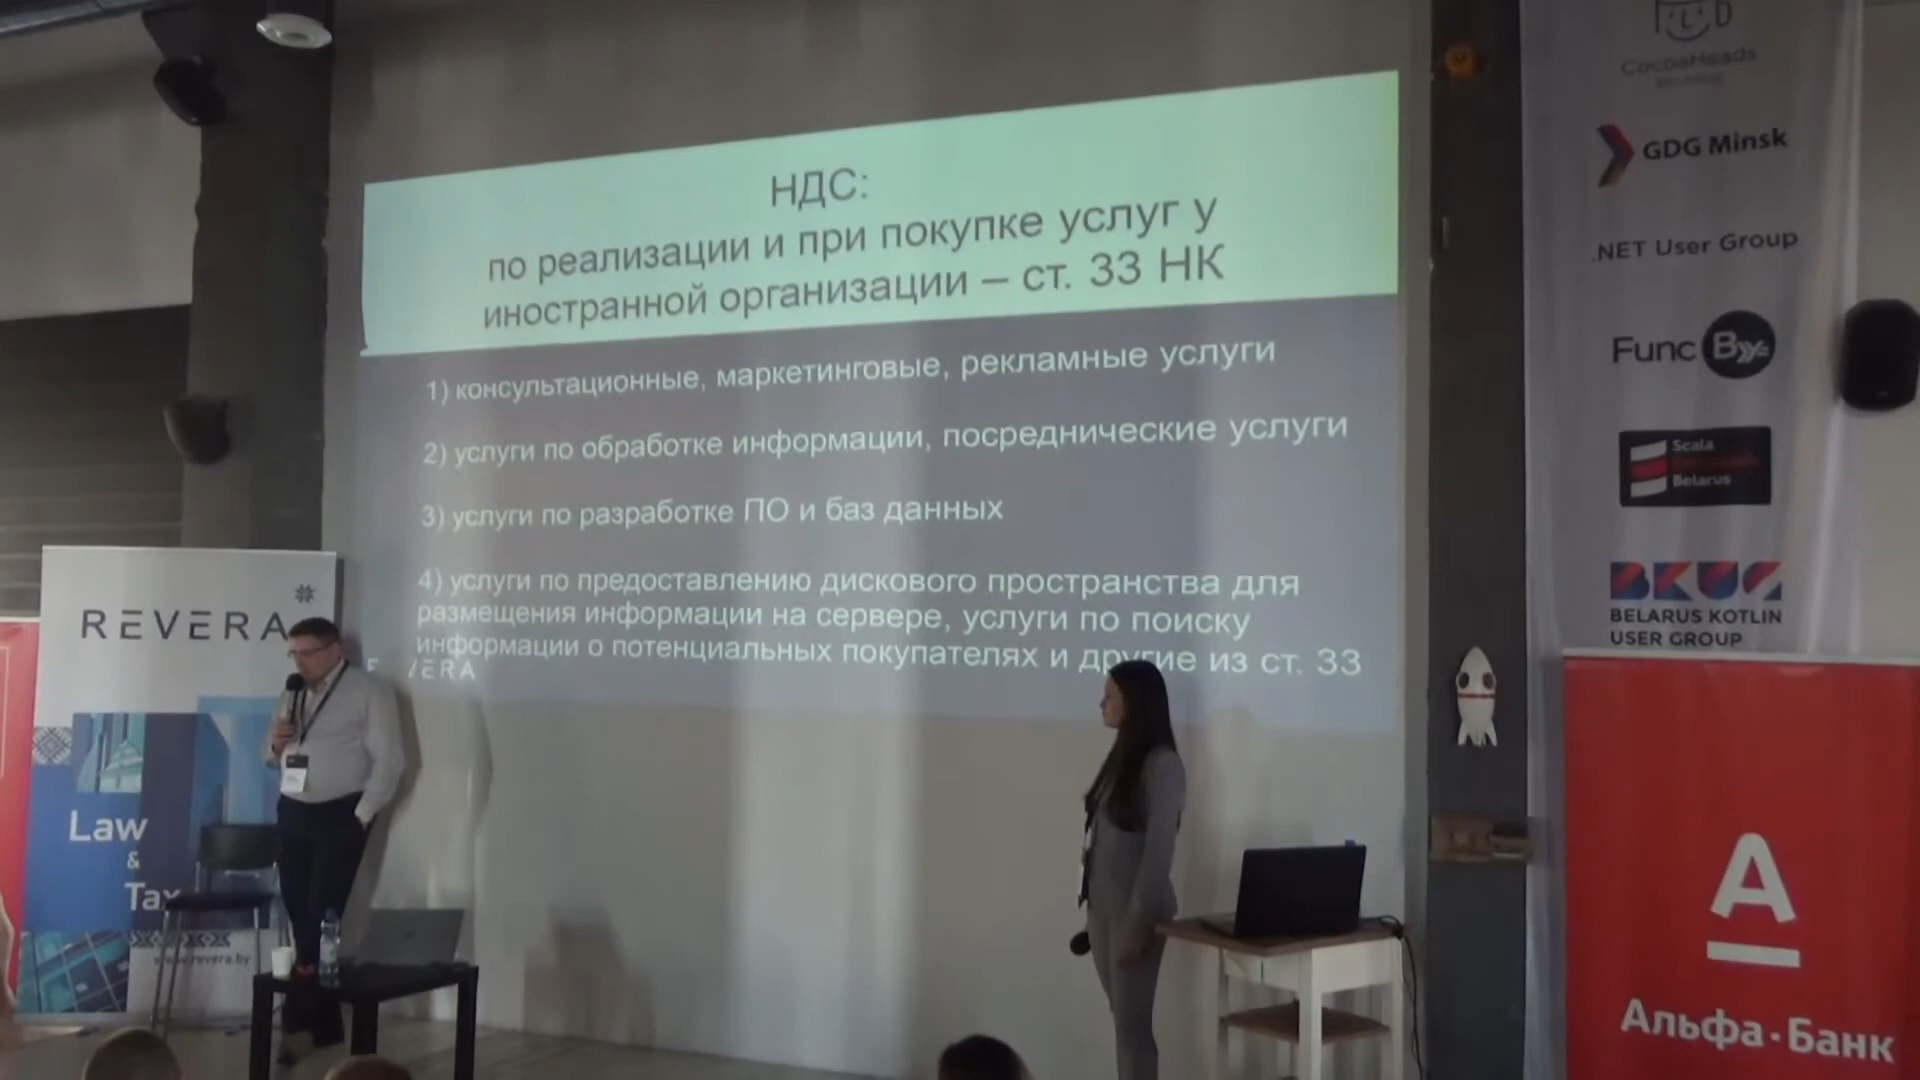 НДС:
по реализации и при покупке услуг у
иностранной организации – ст. 33 НК
1) консультационные, маркетинговые, рекламные услуги
2) услуги по обработке информации, посреднические услуги
3) услуги по разработке ПО и баз данных
4) услуги по предоставлению дискового пространства для
размещения информации на сервере, услуги по поиску
информации о потенциальных покупателях и другие из ст. 33
REVERA
Law
&
Tax
www.revera.by
CocoaHeads
GDG Minsk
.NET User Group
Func By
Scala
Belarus
BKUG
BELARUS KOTLIN
USER GROUP
А
Альфа·Банк